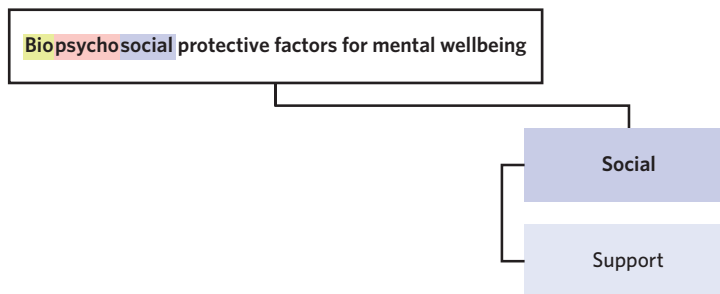 Biopsychosocial protective factors for mental wellbeing
Social
Support